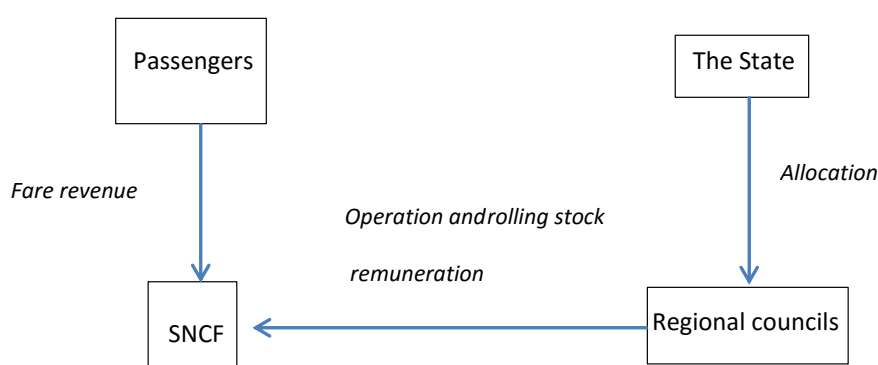 Passengers
The State
Fare revenue
Allocation
Operation androlling stock
remuneration
SNCF
Regional councils